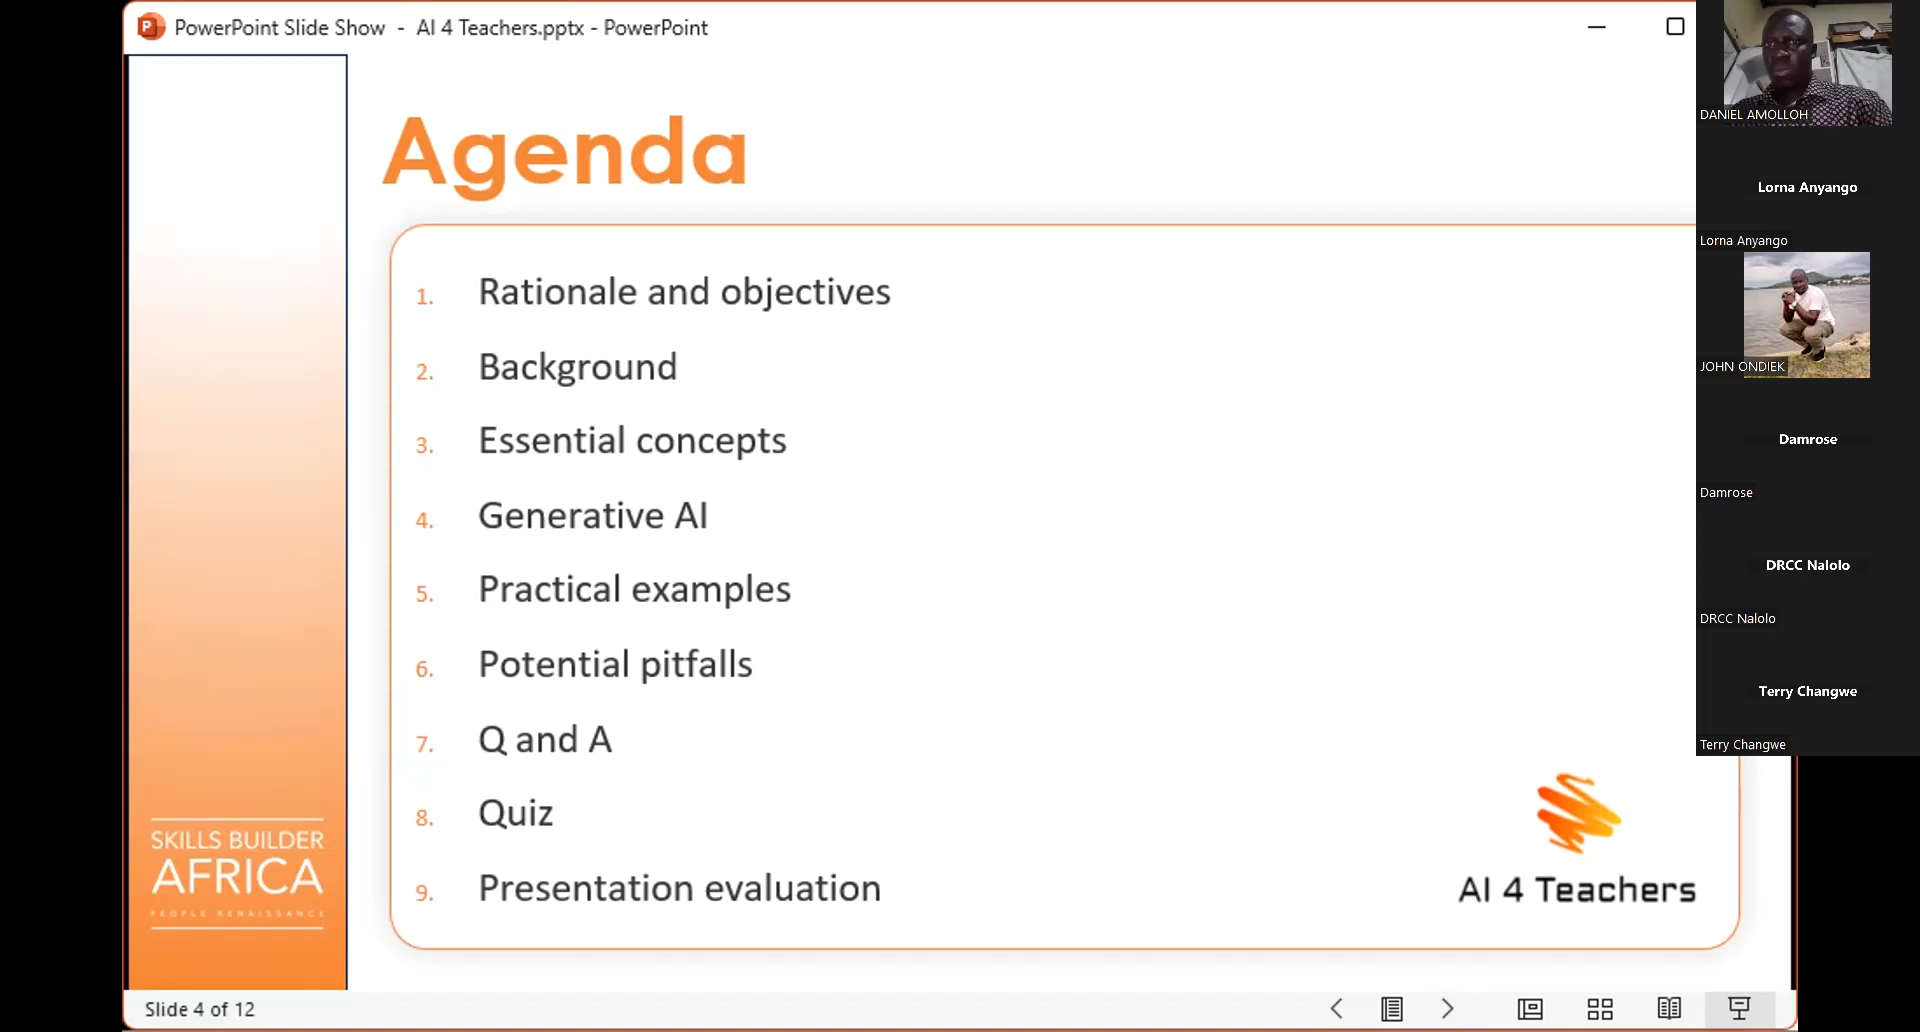 PowerPoint Slide Show - AI 4 Teachers.pptx - PowerPoint
Agenda
1. Rationale and objectives
2. Background
3. Essential concepts
4. Generative AI
5. Practical examples
6. Potential pitfalls
7. Q and A
8. Quiz
9. Presentation evaluation
SKILLS BUILDER
AFRICA
PEOPLE RENAISSANCE
AI 4 Teachers
Slide 4 of 12
DANIEL AMOLLOH
Lorna Anyango
Lorna Anyango
JOHN ONDIEK
Damrose
Damrose
DRCC Nalolo
DRCC Nalolo
Terry Changwe
Terry Changwe